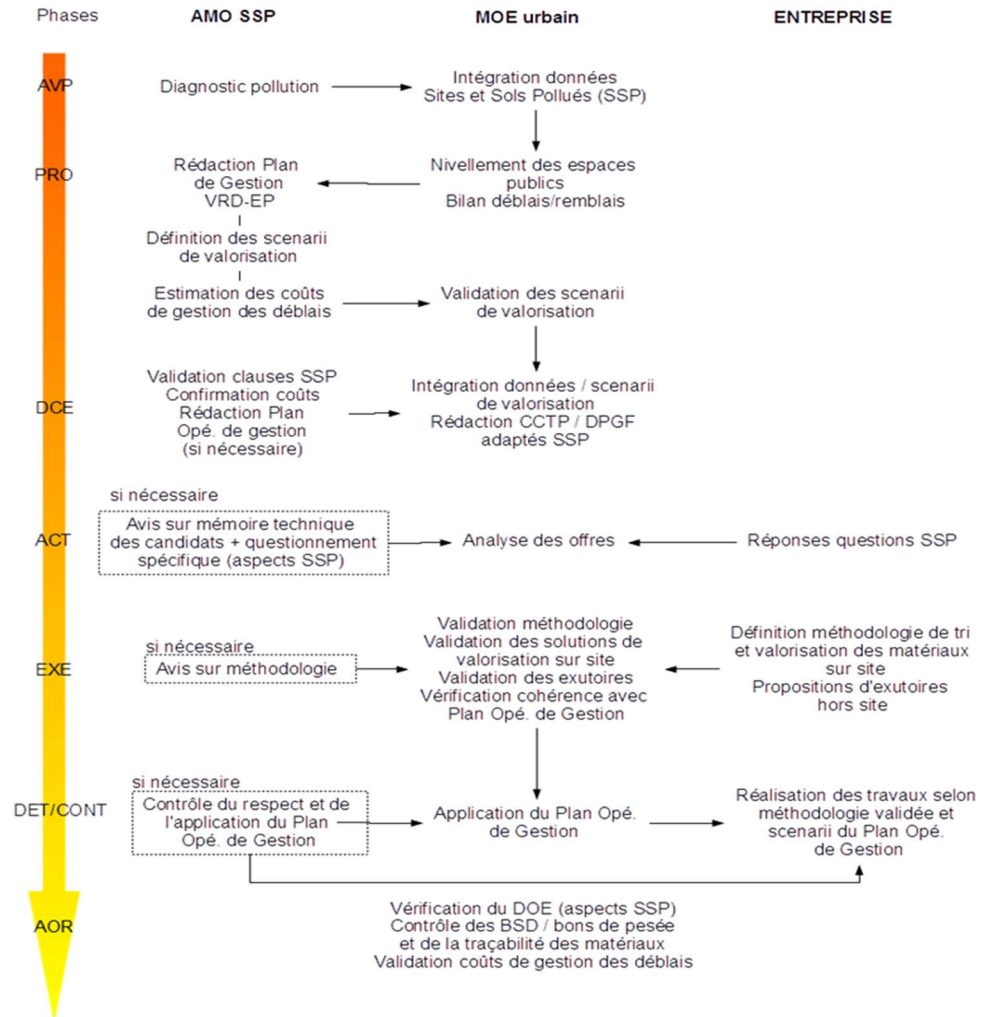 Phases
AMO SSP
MOE urbain
ENTREPRISE
AVP
Diagnostic pollution
Intégration données
Sites et Sols Pollués (SSP)
PRO
Rédaction Plan
de Gestion
VRD-EP
Nivellement des espaces
publics
Bilan déblais/remblais
Définition des scenarii
de valorisation
Estimation des coûts
de gestion des déblais
Validation des scenarii
de valorisation
DCE
Validation clauses SSP
Confirmation coûts
Rédaction Plan
Opé. de gestion
(si nécessaire)
Intégration données / scenarii
de valorisation
Rédaction CCTP / DPGF
adaptés SSP
ACT
si nécessaire
Avis sur mémoire technique
des candidats + questionnement
spécifique (aspects SSP)
Analyse des offres
Réponses questions SSP
EXE
si nécessaire
Avis sur méthodologie
Validation méthodologie
Validation des solutions de
valorisation sur site
Validation des exutoires
Vérification cohérence avec
Plan Opé. de Gestion
Définition méthodologie de tri
et valorisation des matériaux
sur site
Propositions d'exutoires
hors site
DET/CONT
si nécessaire
Contrôle du respect et de
l'application du Plan
Opé. de Gestion
Application du Plan Opé.
de Gestion
Réalisation des travaux selon
méthodologie validée et
scenarii du Plan Opé.
de Gestion
AOR
Vérification du DOE (aspects SSP)
Contrôle des BSD / bons de pesée
et de la traçabilité des matériaux
Validation coûts de gestion des déblais